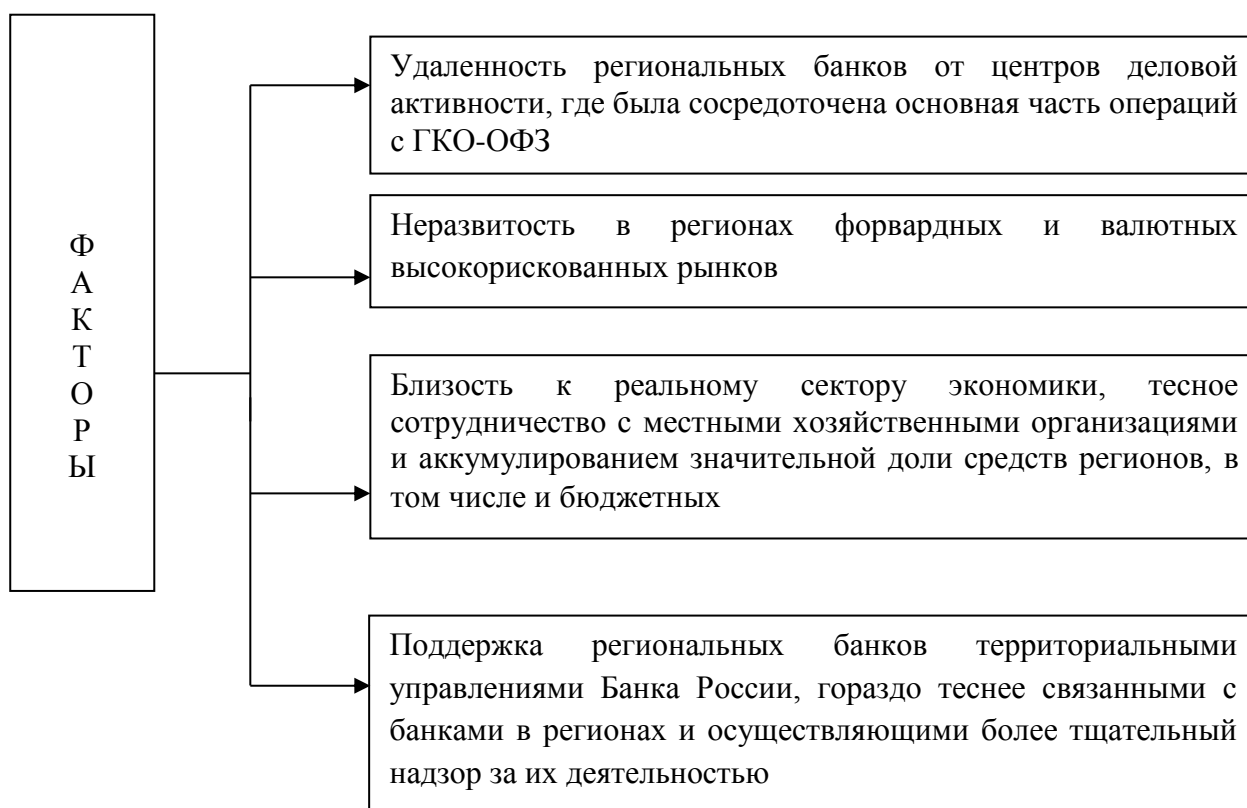 ФАКТОРЫ
Удаленность региональных банков от центров деловой
активности, где была сосредоточена основная часть операций
с ГКО-ОФЗ
Неразвитость в регионах форвардных и валютных
высокорискованных рынков
Близость к реальному сектору экономики, тесное
сотрудничество с местными хозяйственными организациями
и аккумулированием значительной доли средств регионов, в
том числе и бюджетных
Поддержка региональных банков территориальными
управлениями Банка России, гораздо теснее связанными с
банками в регионах и осуществляющими более тщательный
надзор за их деятельностью